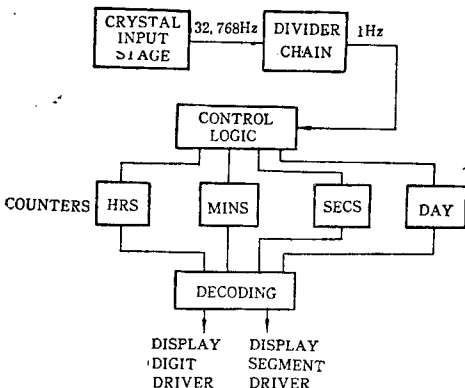 CRYSTAL
INPUT
STAGE
32,768Hz
DIVIDER
CHAIN
1Hz
CONTROL
LOGIC
COUNTERS
HRS
MINS
SECS
DAY
DECODING
DISPLAY
DIGIT
DRIVER
DISPLAY
SEGMENT
DRIVER